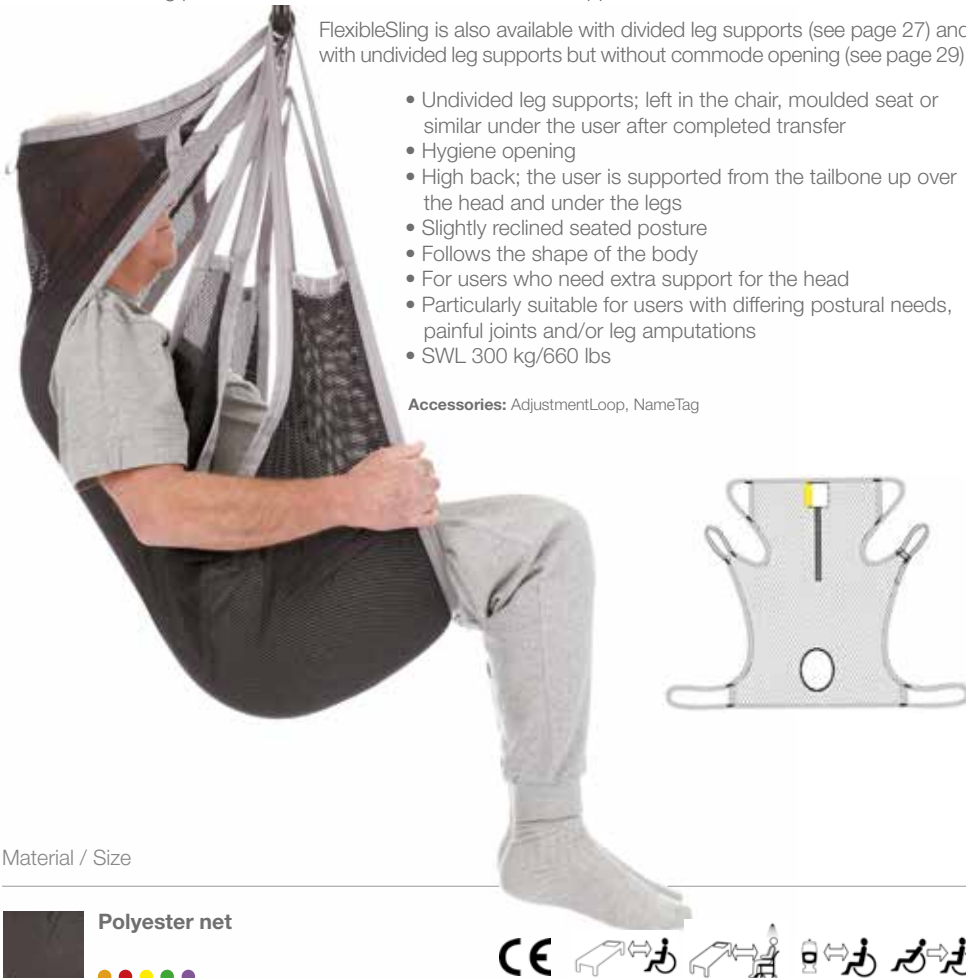 FlexibleSling is also available with divided leg supports (see page 27) and
with undivided leg supports but without commode opening (see page 29)
• Undivided leg supports; left in the chair, moulded seat or
similar under the user after completed transfer
• Hygiene opening
• High back; the user is supported from the tailbone up over
the head and under the legs
• Slightly reclined seated posture
• Follows the shape of the body
• For users who need extra support for the head
• Particularly suitable for users with differing postural needs,
painful joints and/or leg amputations
• SWL 300 kg/660 lbs
Accessories: AdjustmentLoop, NameTag
Material / Size
Polyester net
CE